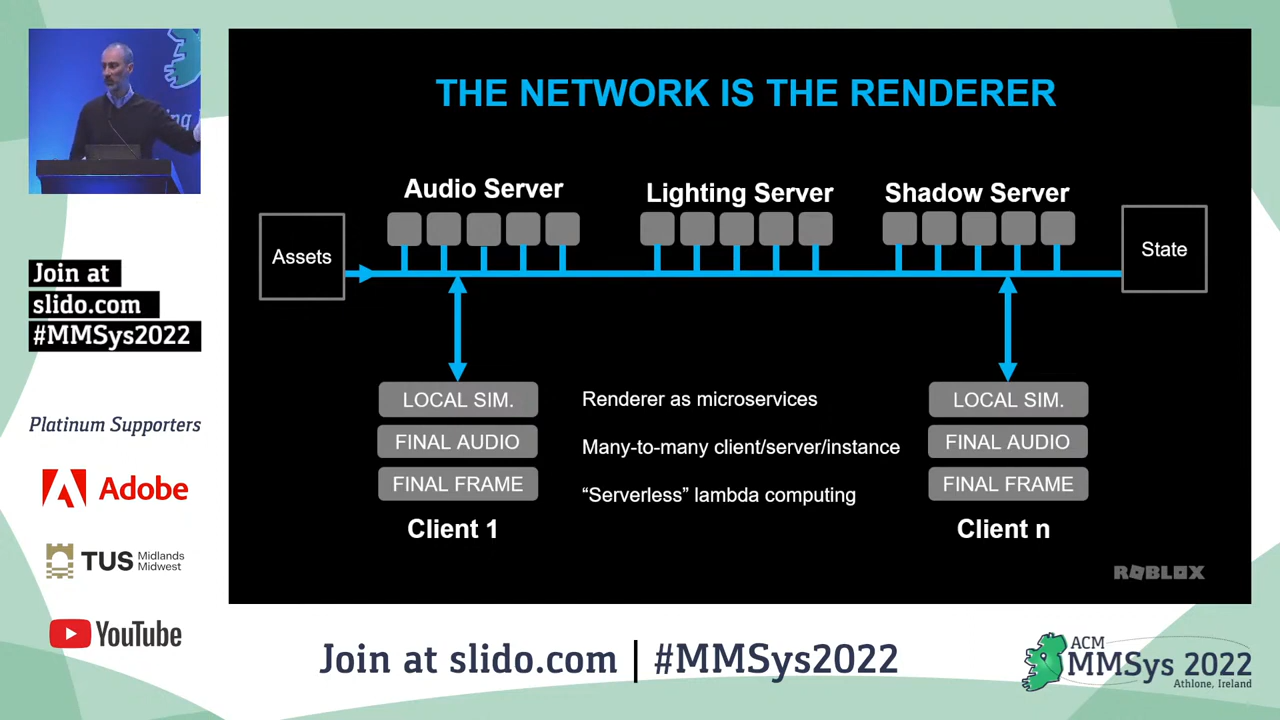 THE NETWORK IS THE RENDERER
Audio Server
Lighting Server
Shadow Server
Assets
State
LOCAL SIM.
FINAL AUDIO
FINAL FRAME
Client 1
Renderer as microservices
Many-to-many client/server/instance
“Serverless” lambda computing
LOCAL SIM.
FINAL AUDIO
FINAL FRAME
Client n
ROBLOX
Join at
slido.com
#MMSys2022
Platinum Supporters
Adobe
TUS Midlands
Midwest
YouTube
Join at slido.com | #MMSys2022
ACM
MMSys 2022
Athlone, Ireland